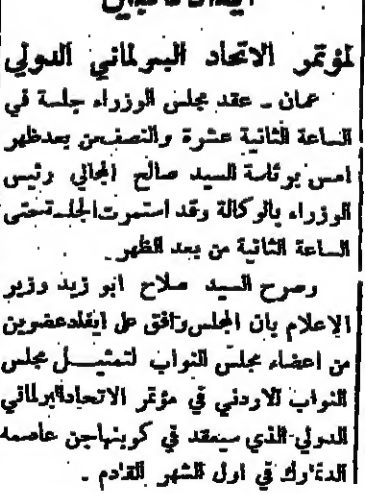 لمؤتمر الاتحاد البرلماني الدولي
عمان ـ عقد مجلس الوزراء جلسة في
الساعة الثانية عشرة والنصف من بعد ظهر
امس برئاسة السيد صالح المجالي رئيس
الوزراء بالوكالة وقد استمرت الجلسة حتى
الساعة الثانية من بعد الظهر ـ
وصرح السيد صلاح ابو زيد وزير
الاعلام بان المجلس وافق على ايفاد عضوين
من اعضاء مجلس النواب لتمثيـــل مجلس
النواب الاردني في مؤتمر الاتحاد البرلماني
الدولي الذي سينعقد في كوبنهاجن عاصمه
الدنمارك في اول الشهر القادم ـ